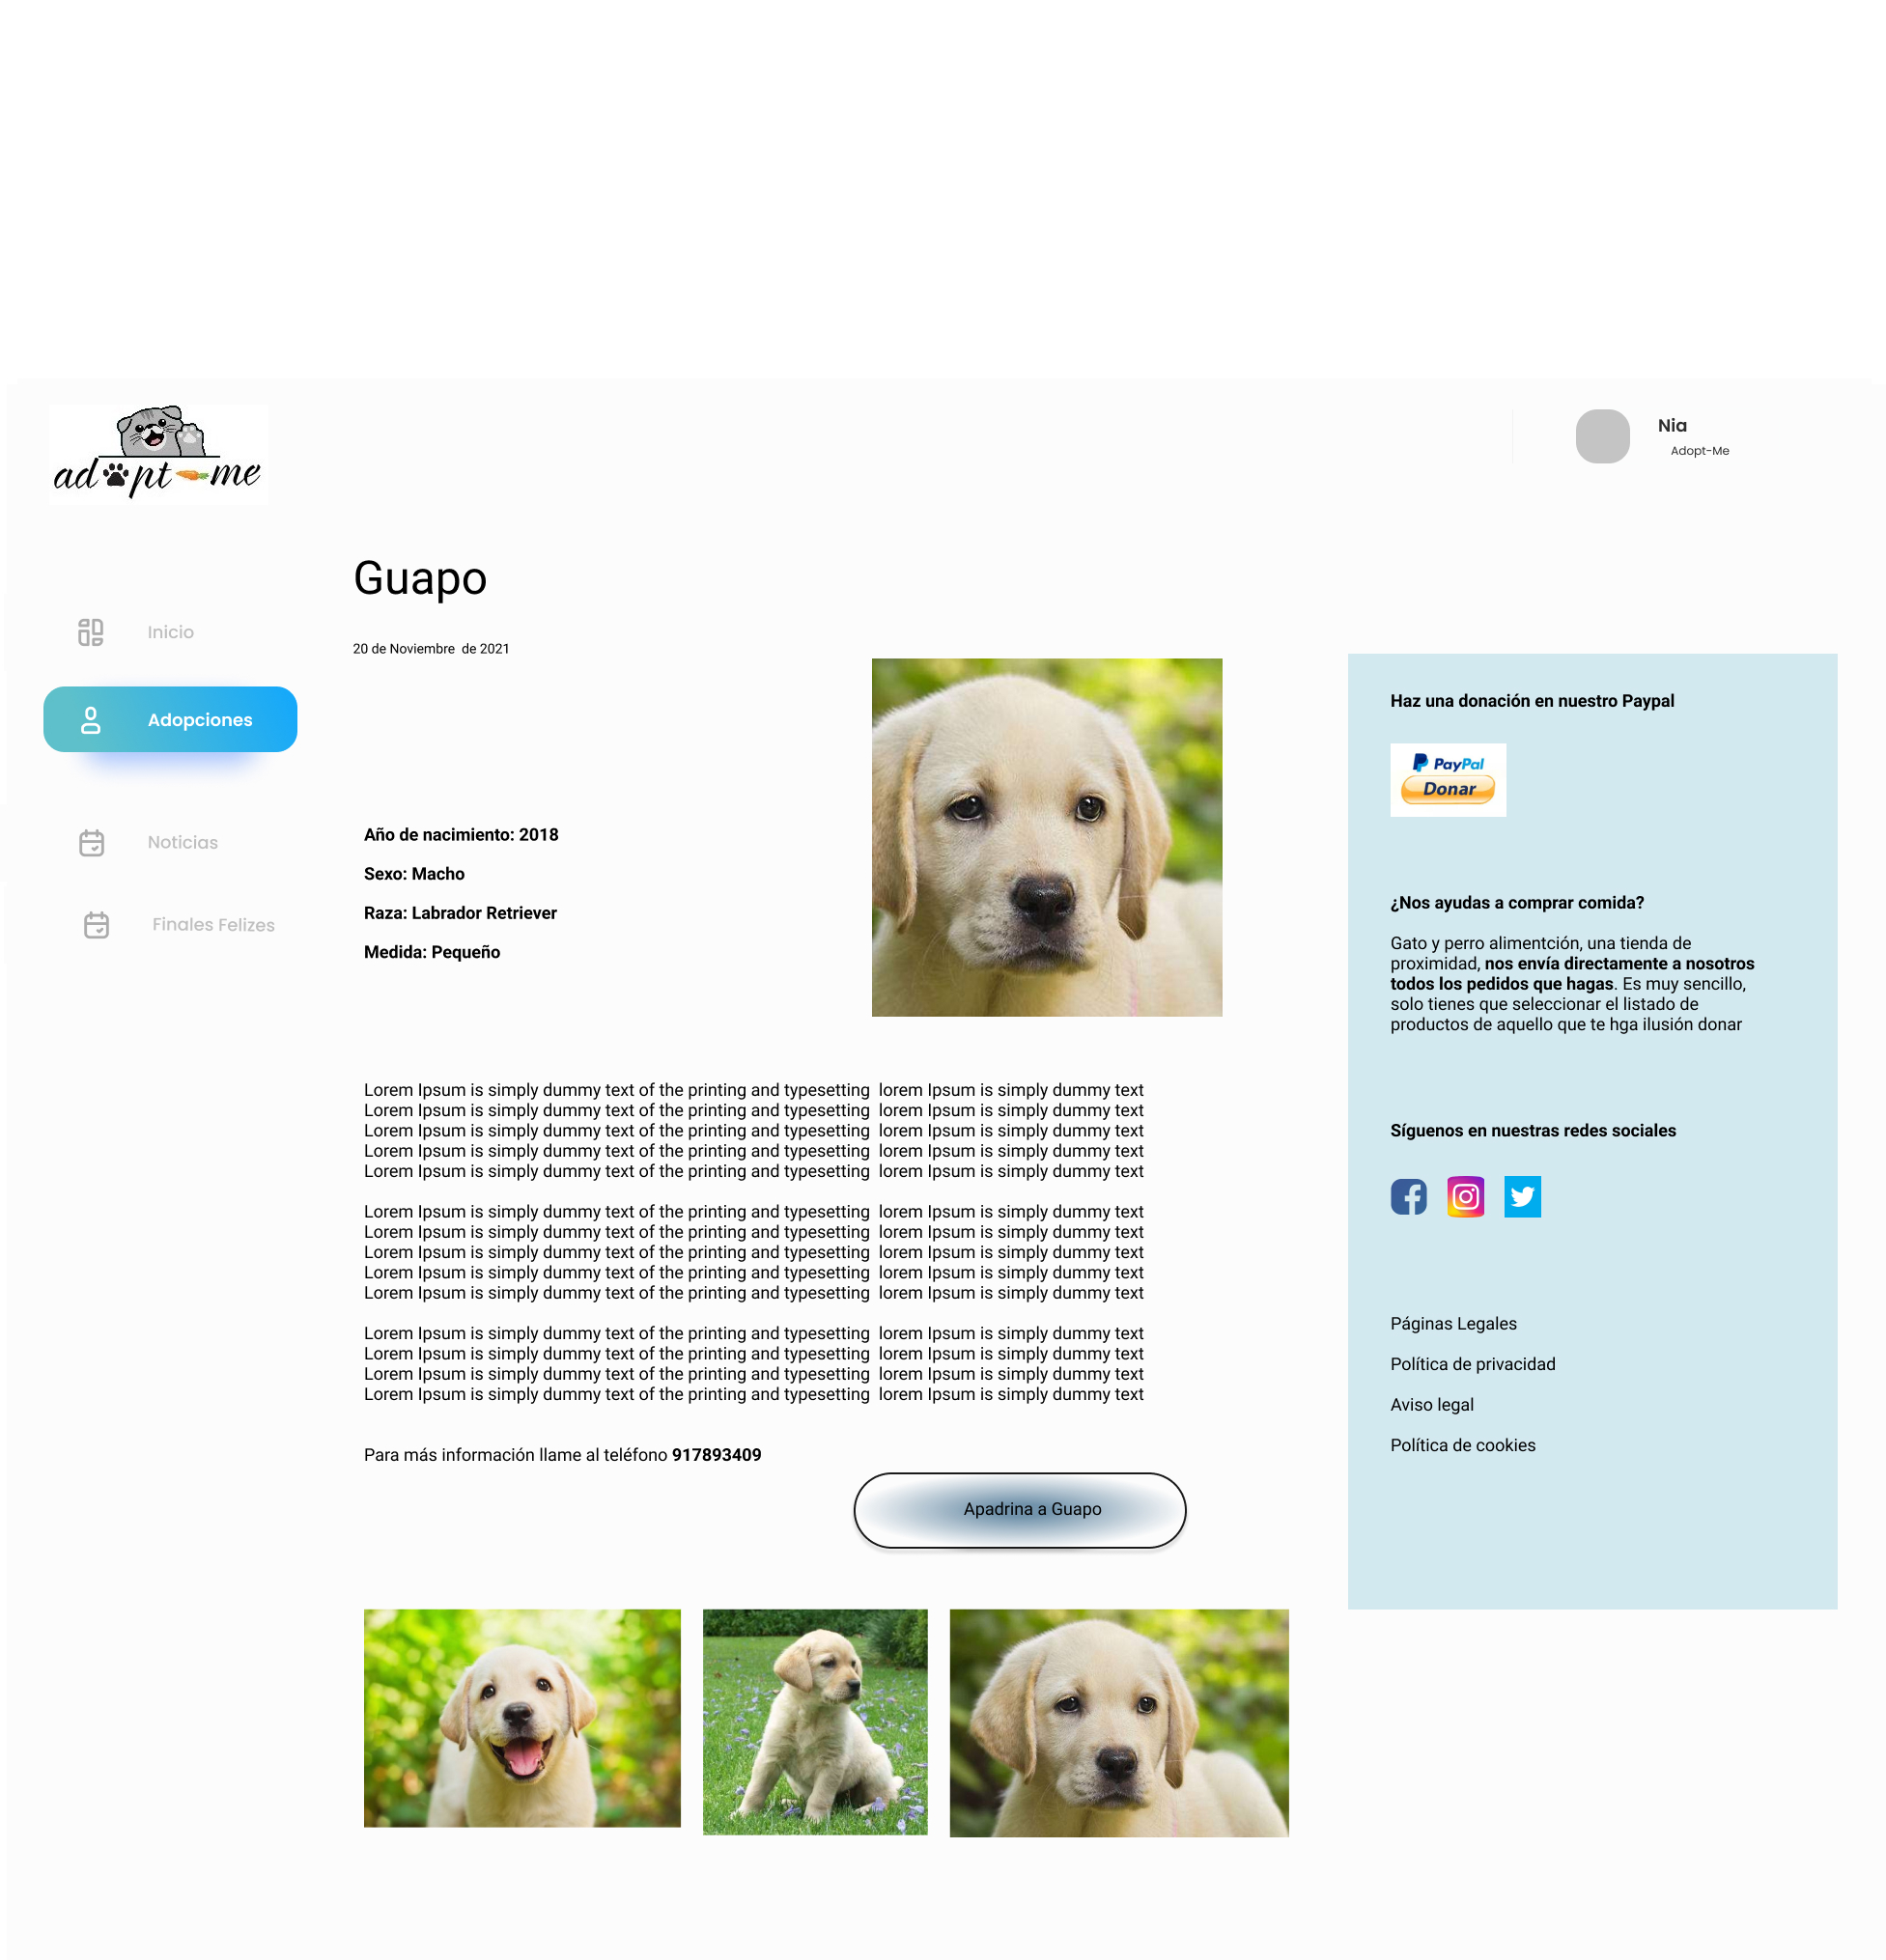 adopt-me
Nia
Adopt-Me
Guapo
20 de Noviembre  de 2021
Inicio
Adopciones
Noticias
Finales Felizes
Año de nacimiento: 2018
Sexo: Macho
Raza: Labrador Retriever
Medida: Pequeño
Lorem Ipsum is simply dummy text of the printing and typesetting  lorem Ipsum is simply dummy text
Lorem Ipsum is simply dummy text of the printing and typesetting  lorem Ipsum is simply dummy text
Lorem Ipsum is simply dummy text of the printing and typesetting  lorem Ipsum is simply dummy text
Lorem Ipsum is simply dummy text of the printing and typesetting  lorem Ipsum is simply dummy text
Lorem Ipsum is simply dummy text of the printing and typesetting  lorem Ipsum is simply dummy text
Lorem Ipsum is simply dummy text of the printing and typesetting  lorem Ipsum is simply dummy text
Lorem Ipsum is simply dummy text of the printing and typesetting  lorem Ipsum is simply dummy text
Lorem Ipsum is simply dummy text of the printing and typesetting  lorem Ipsum is simply dummy text
Lorem Ipsum is simply dummy text of the printing and typesetting  lorem Ipsum is simply dummy text
Lorem Ipsum is simply dummy text of the printing and typesetting  lorem Ipsum is simply dummy text
Lorem Ipsum is simply dummy text of the printing and typesetting  lorem Ipsum is simply dummy text
Lorem Ipsum is simply dummy text of the printing and typesetting  lorem Ipsum is simply dummy text
Lorem Ipsum is simply dummy text of the printing and typesetting  lorem Ipsum is simply dummy text
Lorem Ipsum is simply dummy text of the printing and typesetting  lorem Ipsum is simply dummy text
Para más información llame al teléfono 917893409
Apadrina a Guapo
Haz una donación en nuestro Paypal
PayPal
Donar
¿Nos ayudas a comprar comida?
Gato y perro alimentción, una tienda de
proximidad, nos envía directamente a nosotros
todos los pedidos que hagas. Es muy sencillo,
solo tienes que seleccionar el listado de
productos de aquello que te hga ilusión donar
Síguenos en nuestras redes sociales
Páginas Legales
Política de privacidad
Aviso legal
Política de cookies